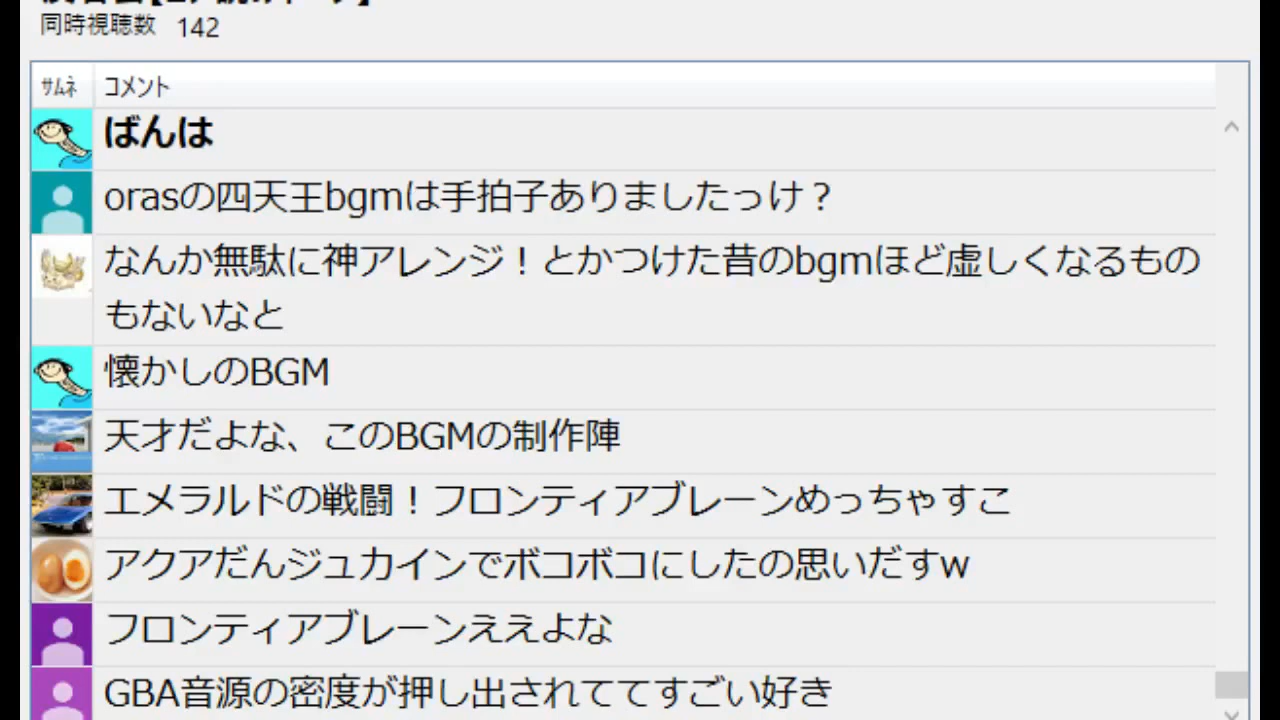 同時視聴数 142
ｻﾑﾈ コメント
ばんは
orasの四天王bgmは手拍子ありましたっけ？
なんか無駄に神アレンジ！とかつけた昔のbgmほど虚しくなるもの
もないなと
懐かしのBGM
天才だよな、このBGMの制作陣
エメラルドの戦闘！フロンティアブレーンめっちゃすこ
アクアだんジュカインでボコボコにしたの思いだすw
フロンティアブレーンええよな
GBA音源の密度が押し出されててすごい好き